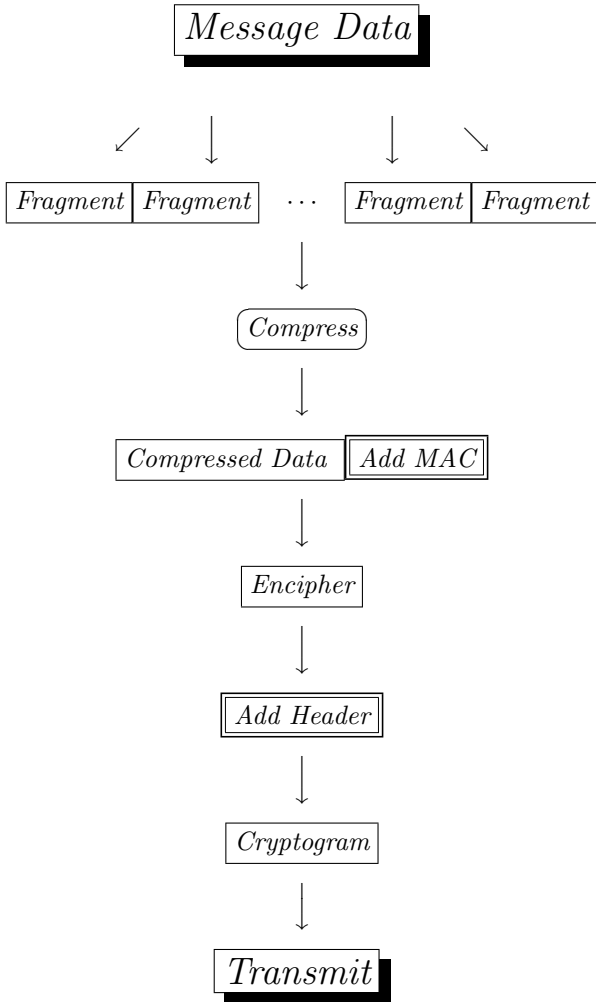 Message Data
Fragment Fragment ... Fragment Fragment
Compress
Compressed Data Add MAC
Encipher
Add Header
Cryptogram
Transmit